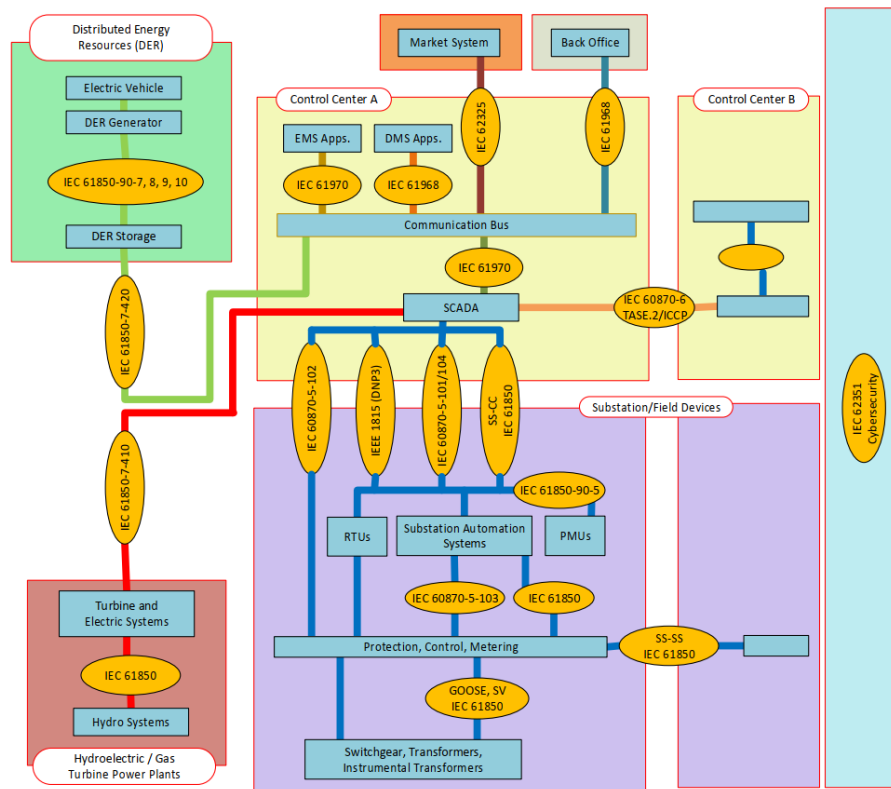 Distributed Energy
Resources (DER)
Electric Vehicle
DER Generator
IEC 61850-90-7, 8, 9, 10
DER Storage
IEC 61850-7-420
Market System
Back Office
IEC 62325
IEC 61968
Control Center A
EMS Apps.
DMS Apps.
IEC 61970
IEC 61968
Communication Bus
IEC 61970
SCADA
Control Center B
IEC 60870-6
TASE.2/ICCP
IEC 62351
Cybersecurity
IEC 60870-5-102
IEEE 1815 (DNP3)
IEC 60870-5-101/104
SS-CC
IEC 61850
Substation/Field Devices
IEC 61850-90-5
RTUs
Substation Automation
Systems
PMUs
IEC 60870-5-103
IEC 61850
Protection, Control, Metering
SS-SS
IEC 61850
GOOSE, SV
IEC 61850
Switchgear, Transformers,
Instrumental Transformers
IEC 61850-7-410
Turbine and
Electric Systems
IEC 61850
Hydro Systems
Hydroelectric / Gas
Turbine Power Plants